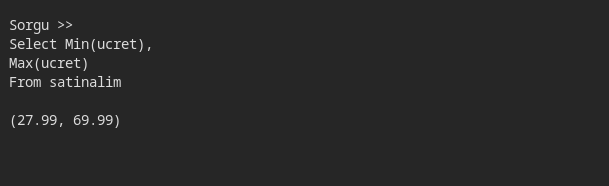 Sorgu >>
Select Min(ucret),
Max(ucret)
From satinalim
(27.99, 69.99)